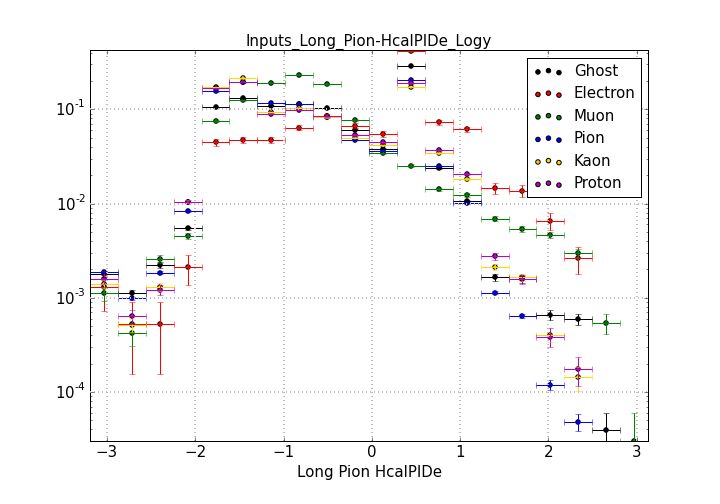 Inputs_Long_Pion-HcalPIDe_Logy
Ghost
Electron
Muon
Pion
Kaon
Proton
10^-1
10^-2
10^-3
10^-4
−3 −2 −1 0 1 2 3
Long Pion HcalPIDe